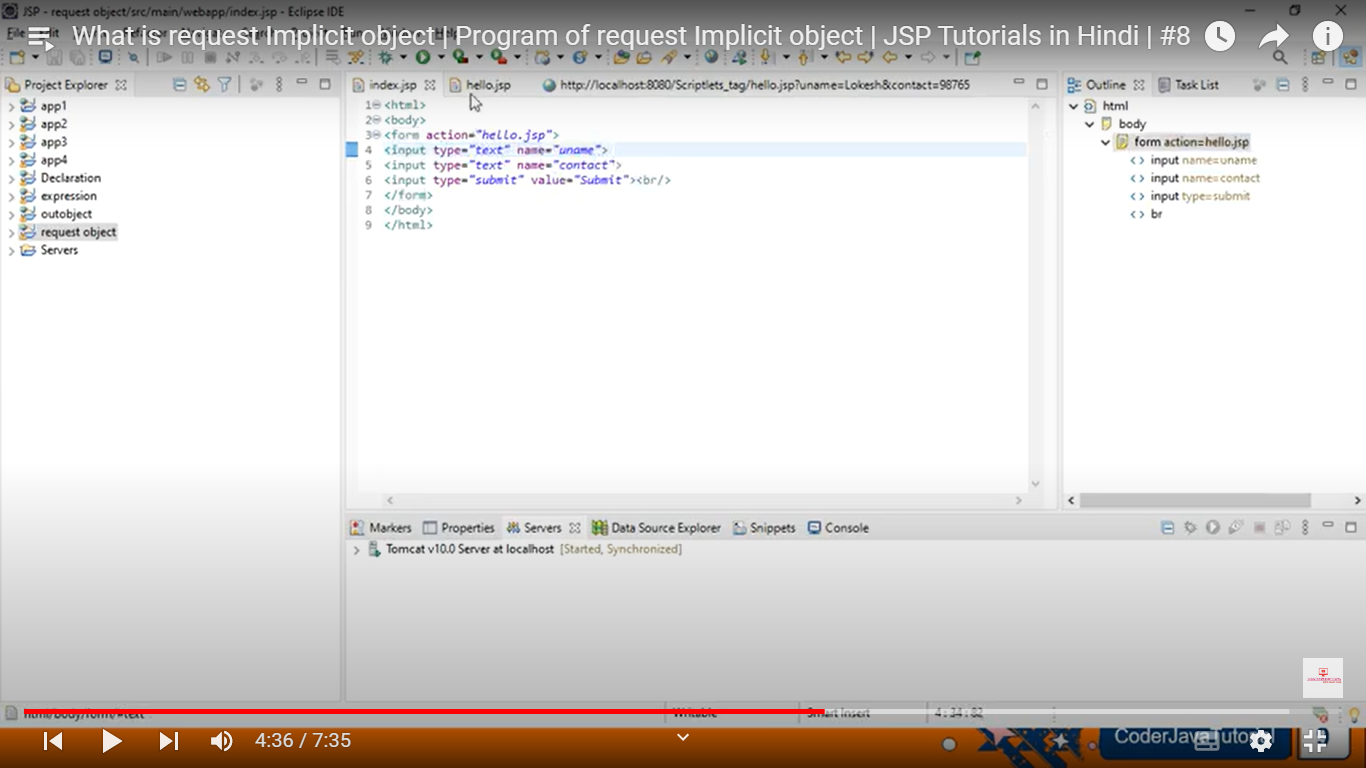 JSP - request object/src/main/webapp/index.jsp - Eclipse IDE
What is request Implicit object | Program of request Implicit object | JSP Tutorials in Hindi | #8
Project Explorer
index.jsp
hello.jsp
http://localhost:8080/Scriptlets_tag/hello.jsp?uname=Lokesh&contact=98765
Outline
Task List
app1
app2
app3
app4
Declaration
expression
outobject
request object
Servers
1 <html>
2 <body>
3 <form action="hello.jsp">
4 <input type="text" name="uname">
5 <input type="text" name="contact">
6 <input type="submit" value="Submit"><br/>
7 </form>
8 </body>
9 </html>
html
body
form action=hello.jsp
input name=uname
input name=contact
input type=submit
br
Markers
Properties
Servers
Data Source Explorer
Snippets
Console
Tomcat v10.0 Server at localhost [Started, Synchronized]
html/body/form/#text
Writable
Smart Insert
4 : 34 : 82
4:36 / 7:35